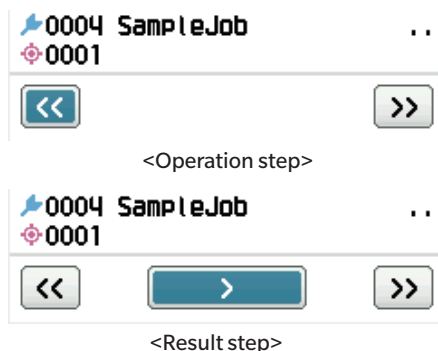 0004 SampleJob ..
0001
<< >>
<Operation step>
0004 SampleJob ..
0001
<< > >>
<Result step>